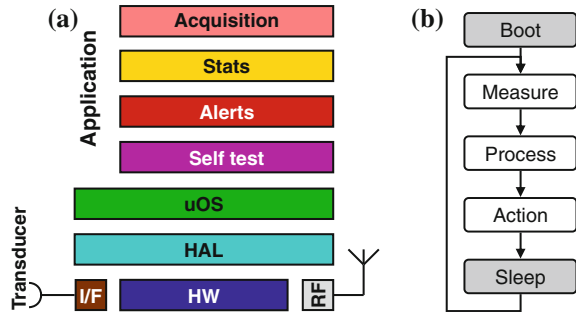 (a)
Application
Acquisition
Stats
Alerts
Self test
uOS
HAL
Transducer
I/F
HW
RF
(b)
Boot
Measure
Process
Action
Sleep